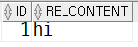 ID RE_CONTENT
1 hi